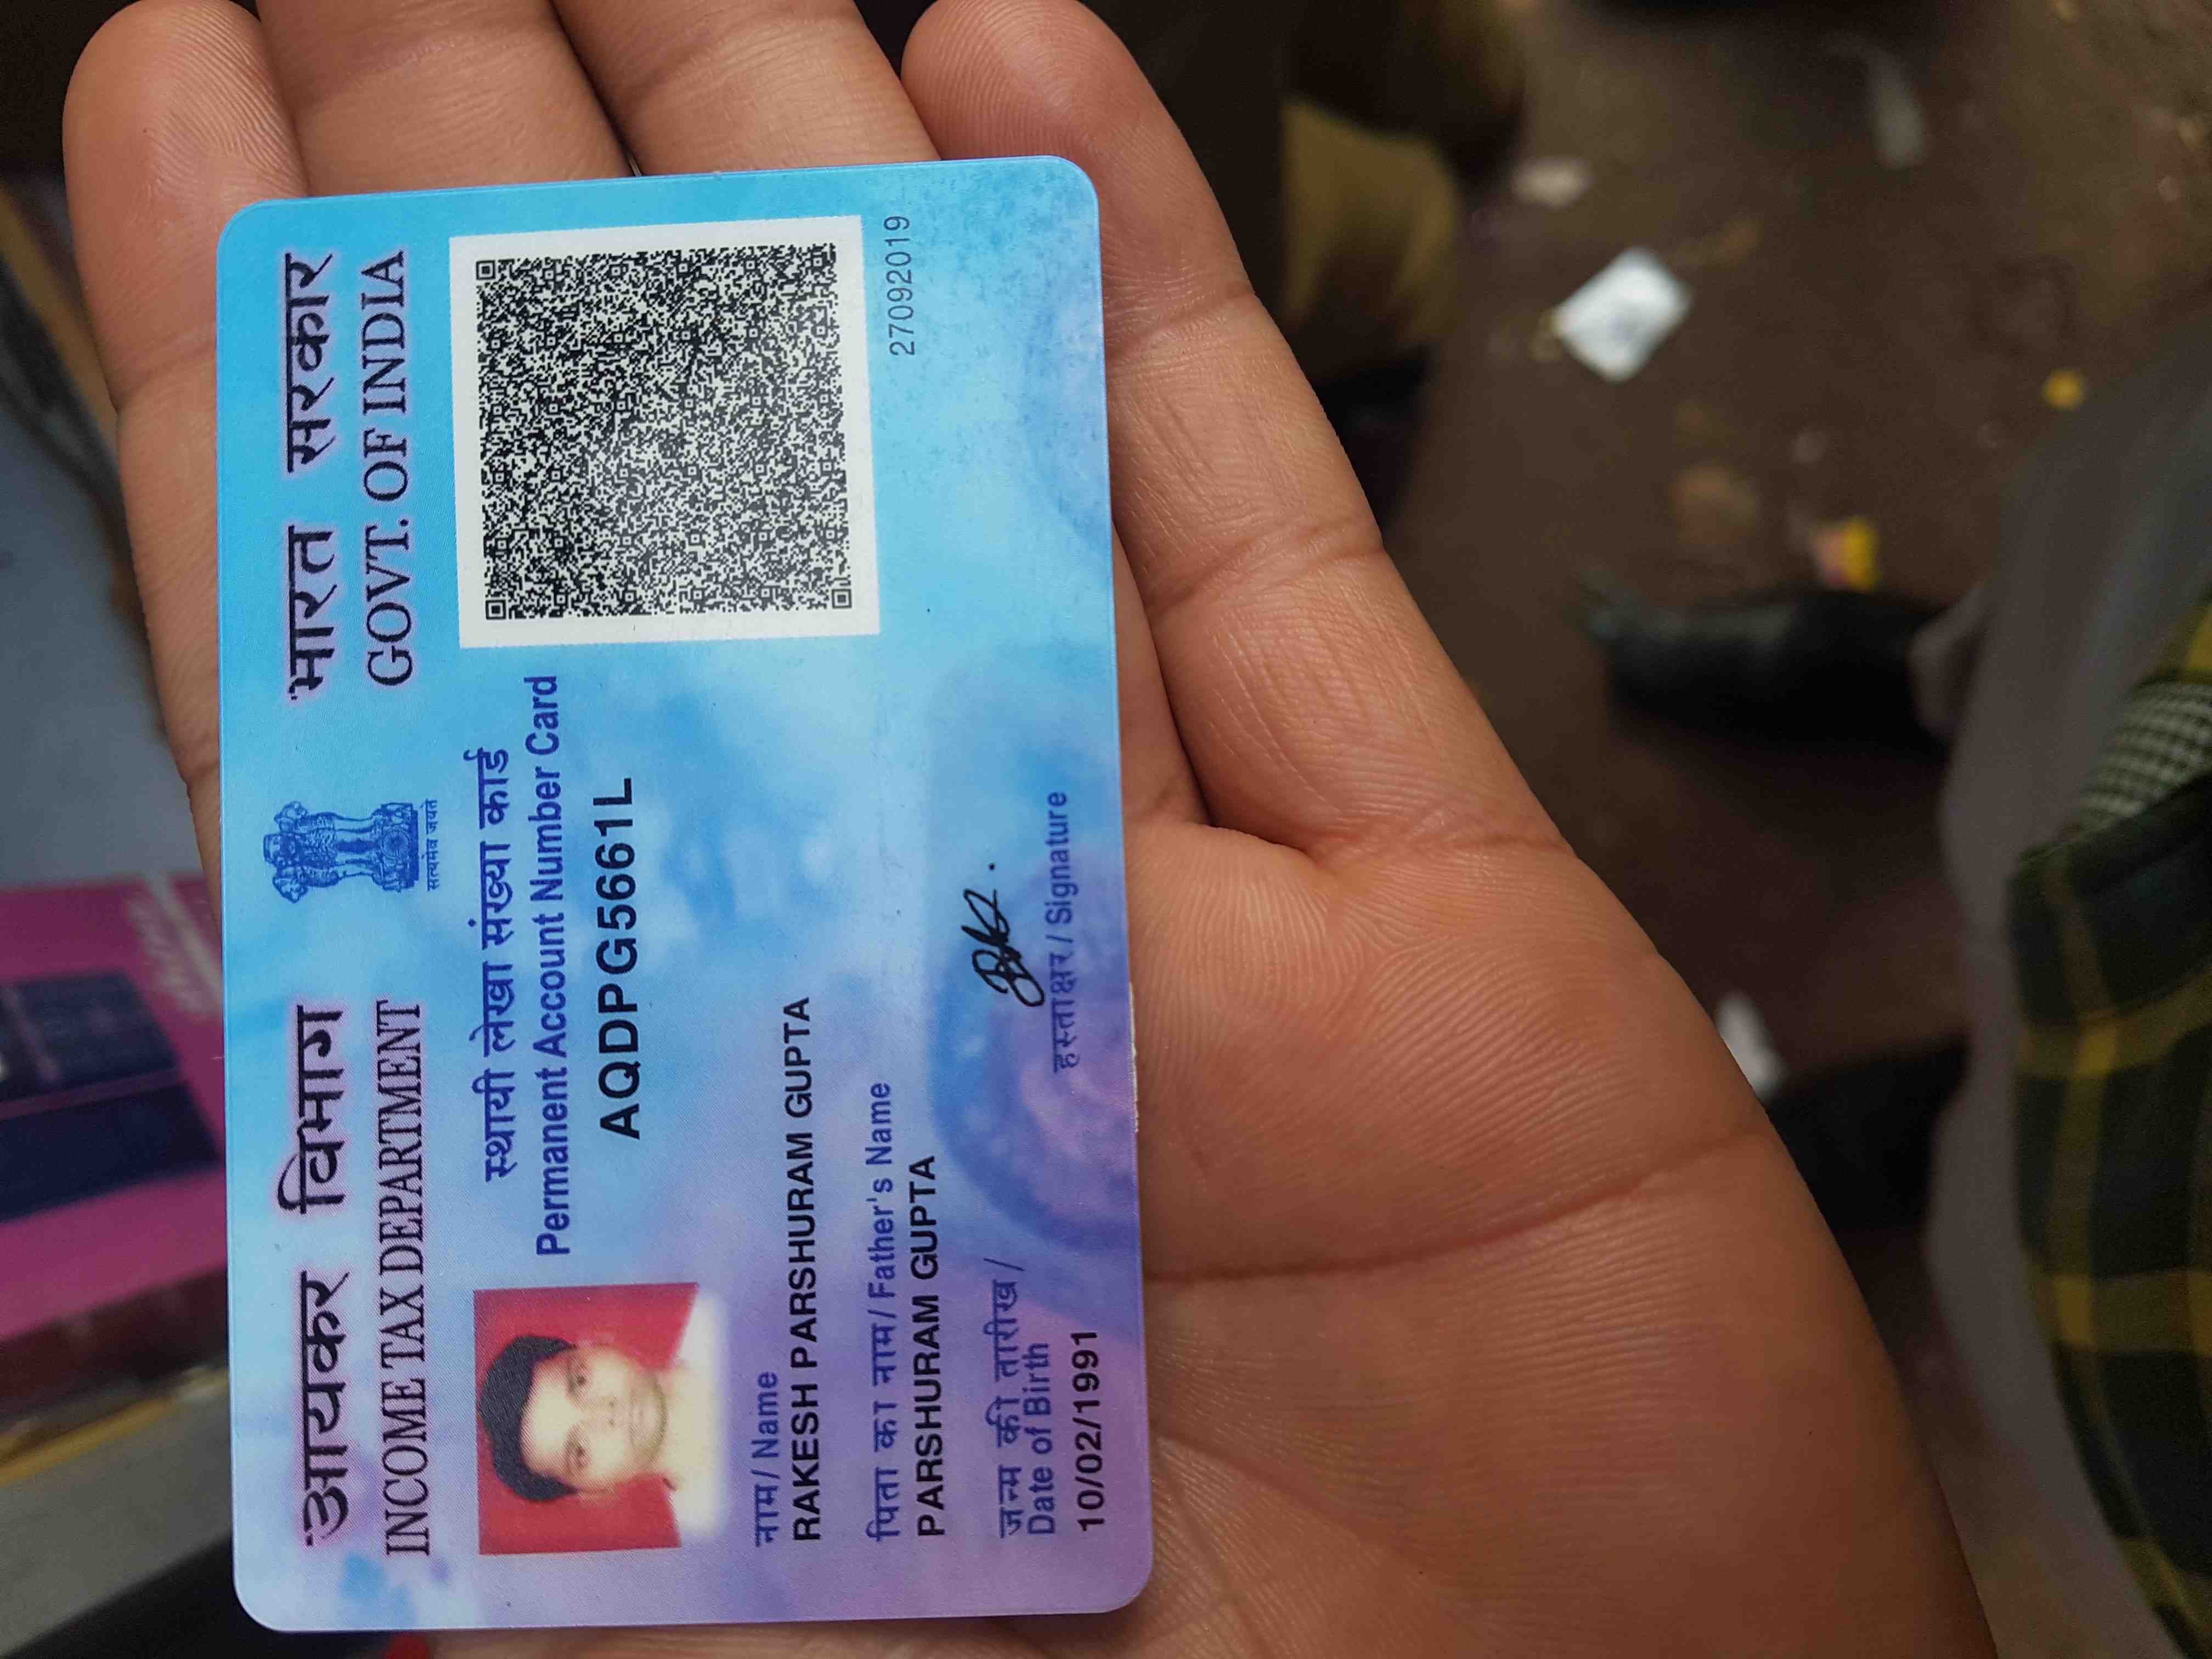 आयकर विभाग
INCOME TAX DEPARTMENT
सत्यमेव जयते
भारत सरकार
GOVT. OF INDIA
स्थायी लेखा संख्या कार्ड
Permanent Account Number Card
AQDPG5661L
नाम / Name
RAKESH PARSHURAM GUPTA
पिता का नाम / Father's Name
PARSHURAM GUPTA
जन्म की तारीख /
Date of Birth
10/02/1991
हस्ताक्षर / Signature
27092019